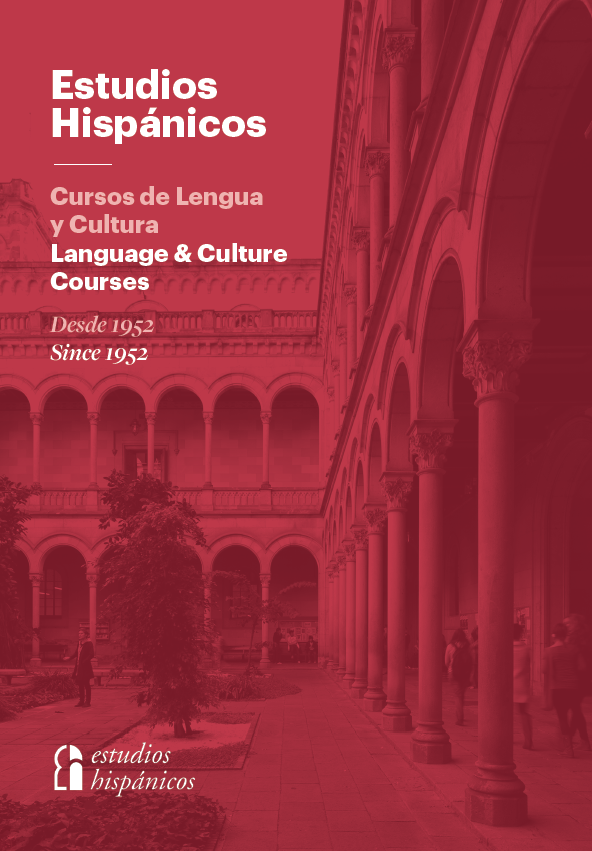 Estudios
Hispánicos
Cursos de Lengua
y Cultura
Language & Culture
Courses
Desde 1952
Since 1952
estudios
hispánicos